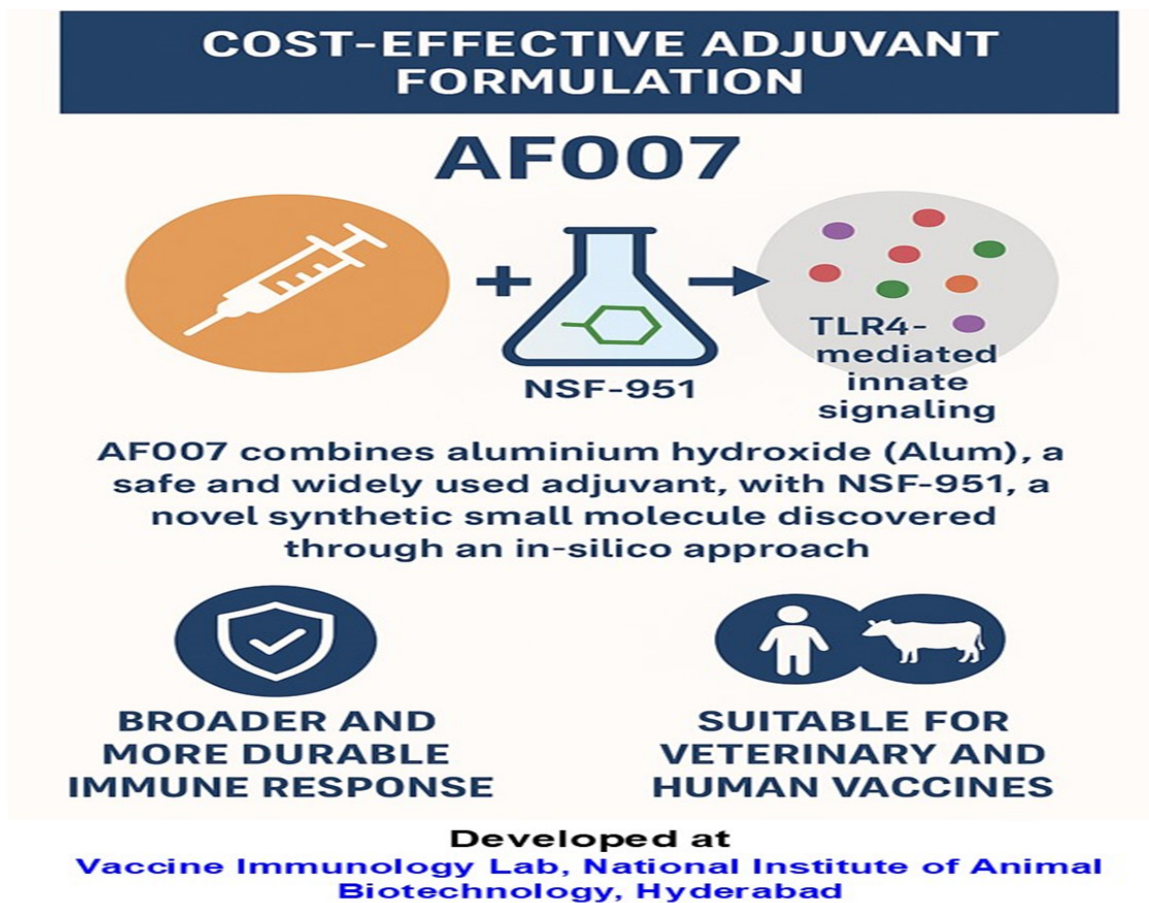 COST-EFFECTIVE ADJUVANT
FORMULATION
AF007
NSF-951
TLR4-
mediated
innate
signaling
AF007 combines aluminium hydroxide (Alum), a
safe and widely used adjuvant, with NSF-951, a
novel synthetic small molecule discovered
through an in-silico approach
BROADER AND
MORE DURABLE
IMMUNE RESPONSE
SUITABLE FOR
VETERINARY AND
HUMAN VACCINES
Developed at
Vaccine Immunology Lab, National Institute of Animal
Biotechnology, Hyderabad